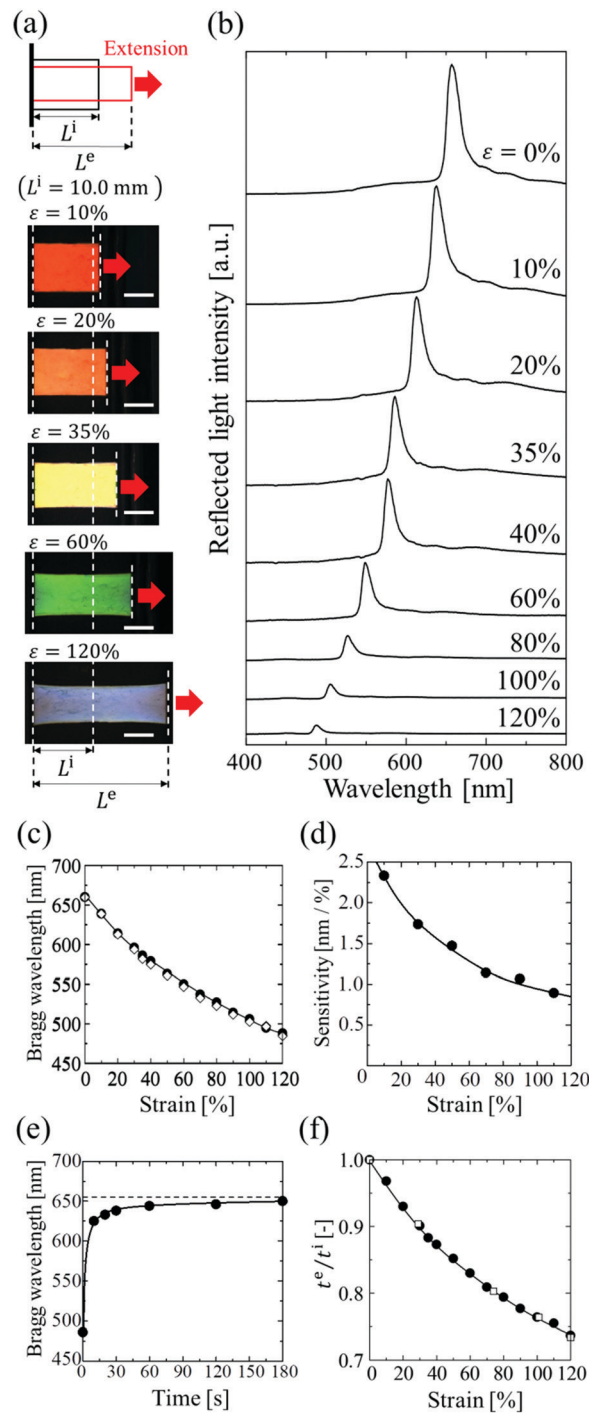 (a)
Extension
L^i
L^e
(L^i = 10.0 mm)
ε = 10%
ε = 20%
ε = 35%
ε = 60%
ε = 120%
L^i
L^e
(b)
Reflected light intensity [a.u.]
ε = 0%
10%
20%
35%
40%
60%
80%
100%
120%
400 500 600 700 800
Wavelength [nm]
(c)
Bragg wavelength [nm]
700
650
600
550
500
450
0 20 40 60 80 100 120
Strain [%]
(d)
Sensitivity [nm / %]
2.5
2.0
1.5
1.0
0 20 40 60 80 100 120
Strain [%]
(e)
Bragg wavelength [nm]
700
650
600
550
500
450
0 30 60 90 120 150 180
Time [s]
(f)
t^e/t^i [-]
1.0
0.9
0.8
0.7
0 20 40 60 80 100 120
Strain [%]